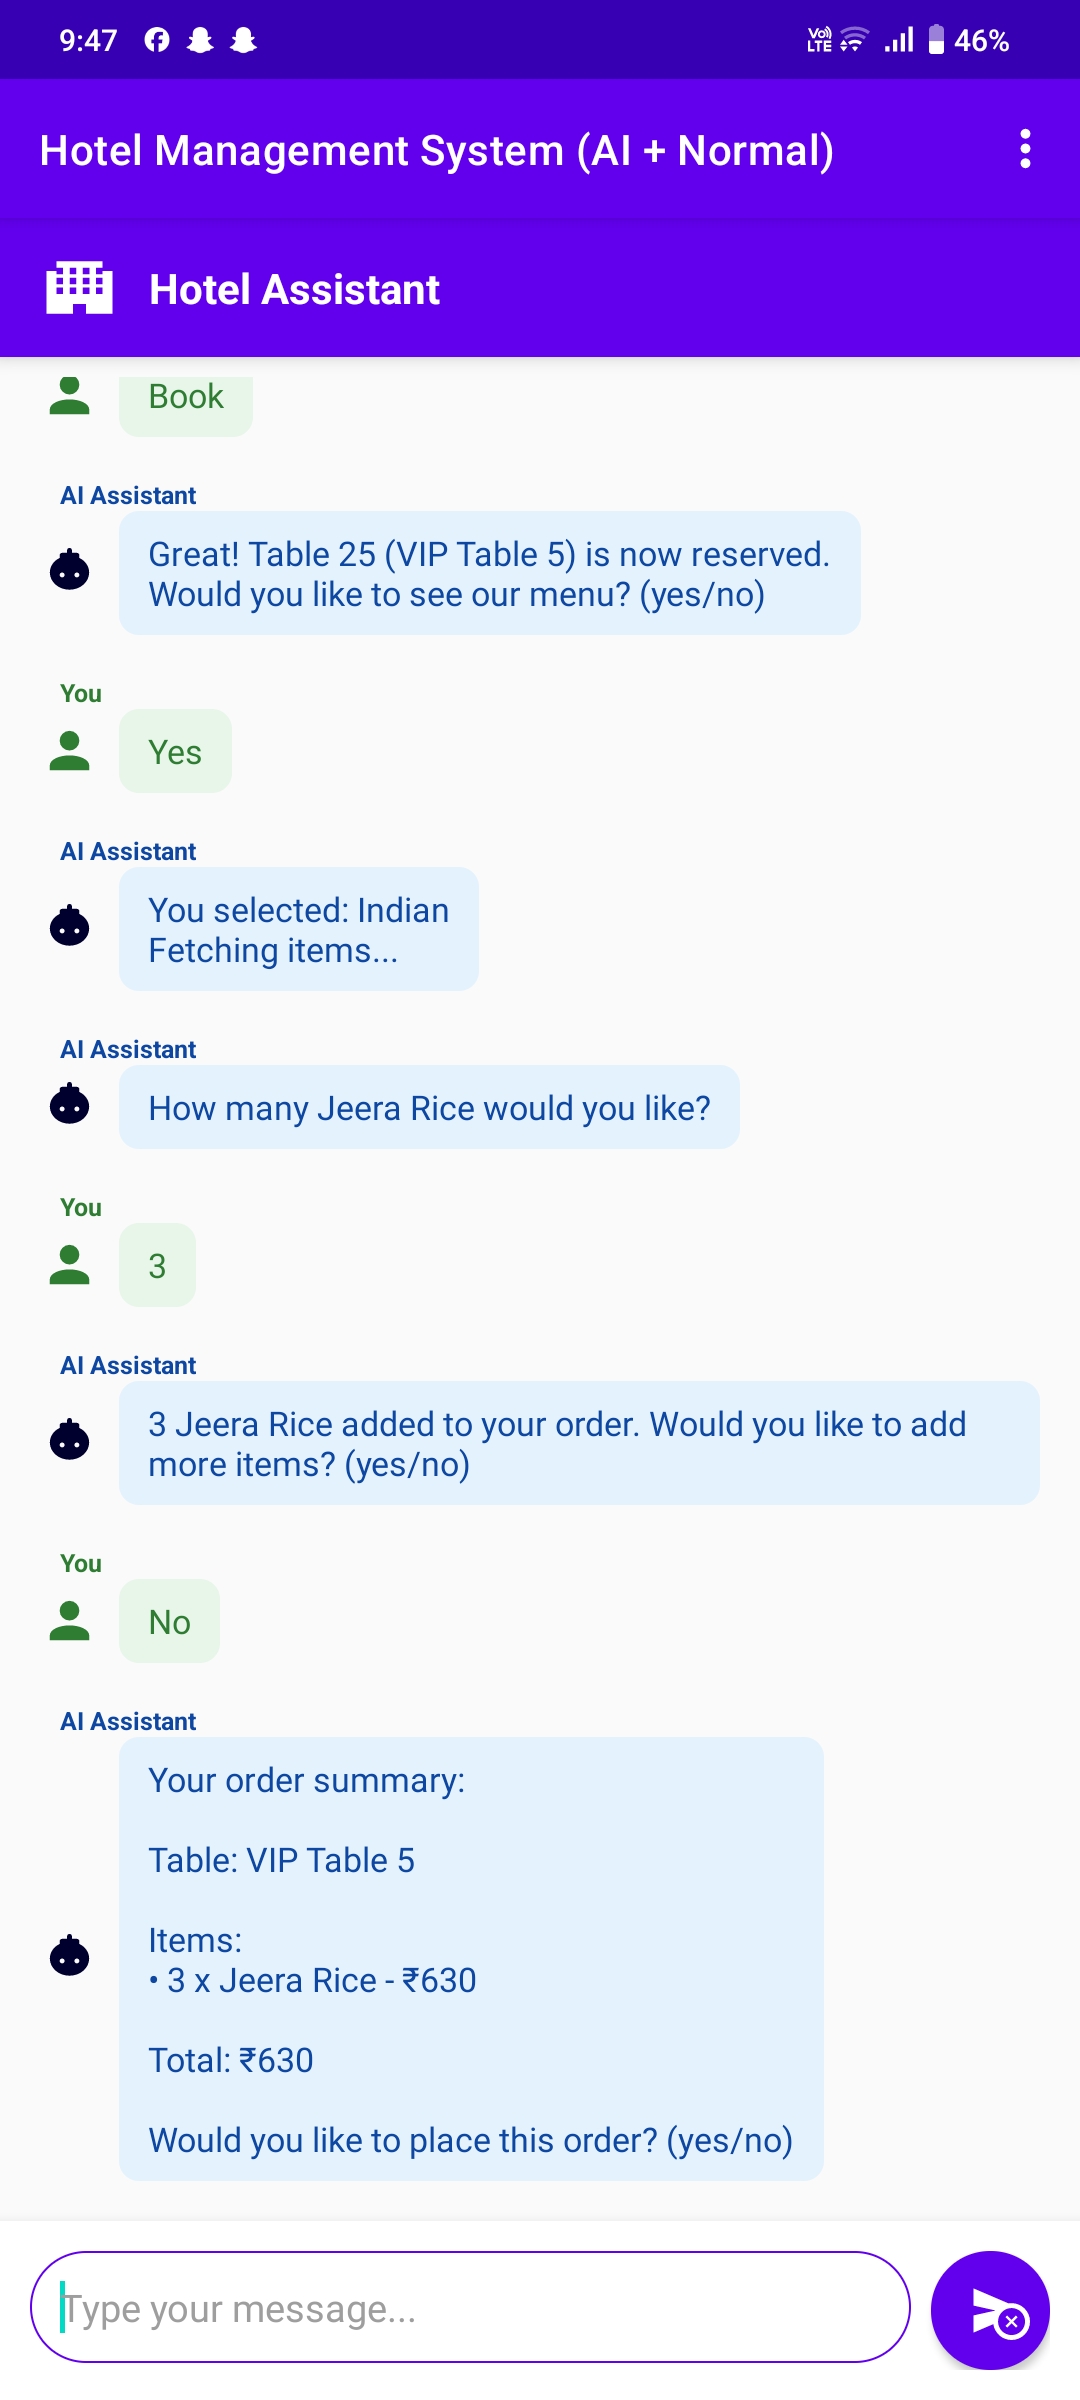 9:47
Vo)) LTE
46%
Hotel Management System (AI + Normal)
Hotel Assistant
Book
AI Assistant
Great! Table 25 (VIP Table 5) is now reserved.
Would you like to see our menu? (yes/no)
You
Yes
AI Assistant
You selected: Indian
Fetching items...
AI Assistant
How many Jeera Rice would you like?
You
3
AI Assistant
3 Jeera Rice added to your order. Would you like to add
more items? (yes/no)
You
No
AI Assistant
Your order summary:
Table: VIP Table 5
Items:
• 3 x Jeera Rice - ₹630
Total: ₹630
Would you like to place this order? (yes/no)
Type your message...